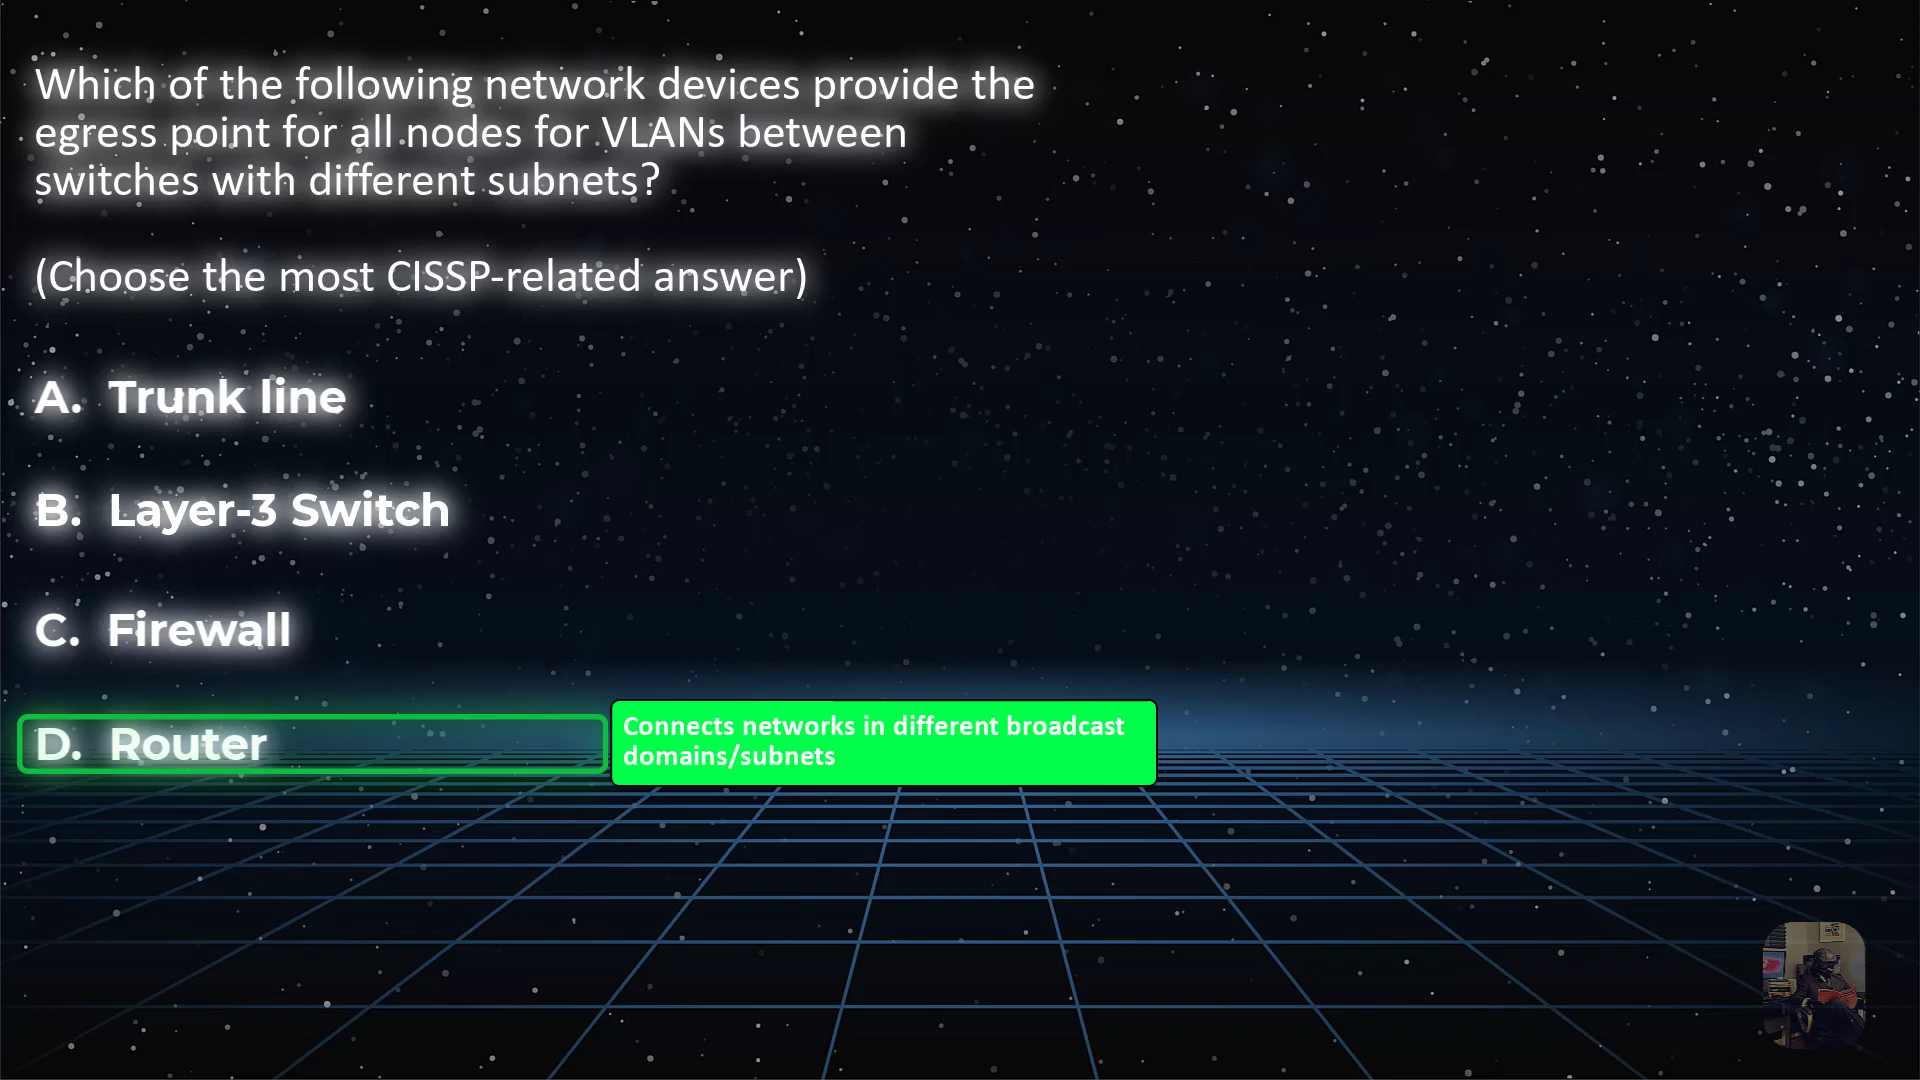 Which of the following network devices provide the
egress point for all nodes for VLANs between
switches with different subnets?
(Choose the most CISSP-related answer)
A. Trunk line
B. Layer-3 Switch
C. Firewall
D. Router
Connects networks in different broadcast
domains/subnets